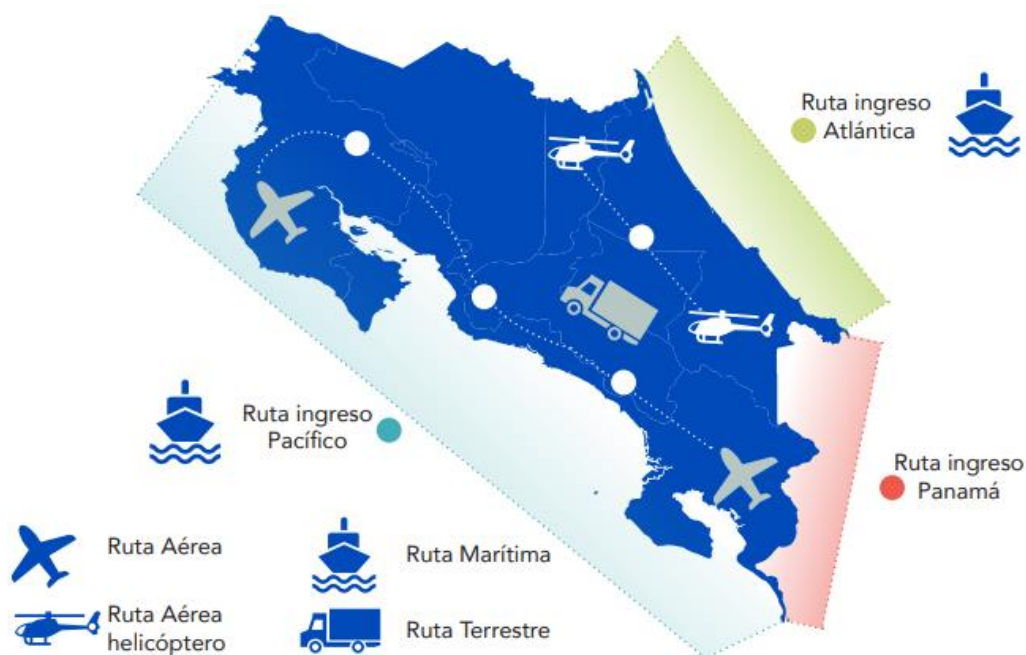 Ruta ingreso
Atlántica
Ruta ingreso
Pacífico
Ruta ingreso
Panamá
Ruta Aérea
Ruta Marítima
Ruta Aérea
helicóptero
Ruta Terrestre